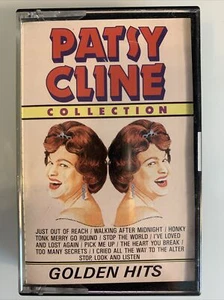 PATSY
CLINE
COLLECTION
JUST OUT OF REACH / WALKING AFTER MIDNIGHT / HONKY
TONK MERRY GO ROUND / STOP THE WORLD / I'VE LOVED
AND LOST AGAIN / PICK ME UP / THE HEART YOU BREAK /
TOO MANY SECRETS / I CRIED ALL THE WAY TO THE ALTER
STOP, LOOK AND LISTEN
GOLDEN HITS